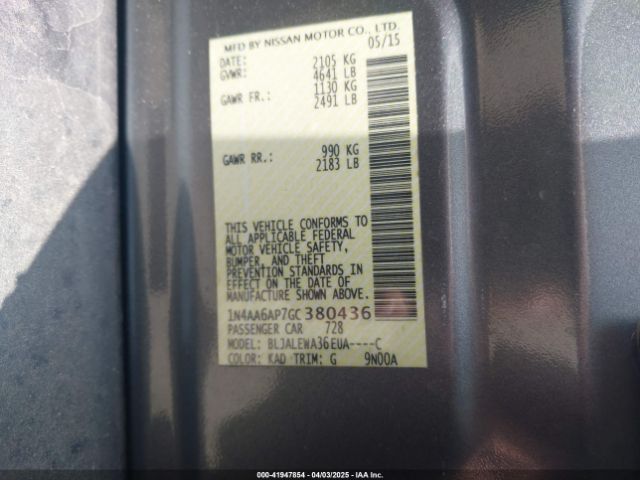 MFD BY NISSAN MOTOR CO., LTD.
DATE: 05/15
GVWR: 2105 KG
4641 LB
GAWR FR.: 1130 KG
2491 LB
GAWR RR.: 990 KG
2183 LB
THIS VEHICLE CONFORMS TO
ALL APPLICABLE FEDERAL
MOTOR VEHICLE SAFETY,
BUMPER, AND THEFT
PREVENTION STANDARDS IN
EFFECT ON THE DATE OF
MANUFACTURE SHOWN ABOVE.
1N4AA6AP7GC380436
PASSENGER CAR 728
MODEL: BLJALEWA36EUA----C
COLOR: KAD TRIM: G 9N00A
000-41947854 - 04/03/2025 - IAA Inc.